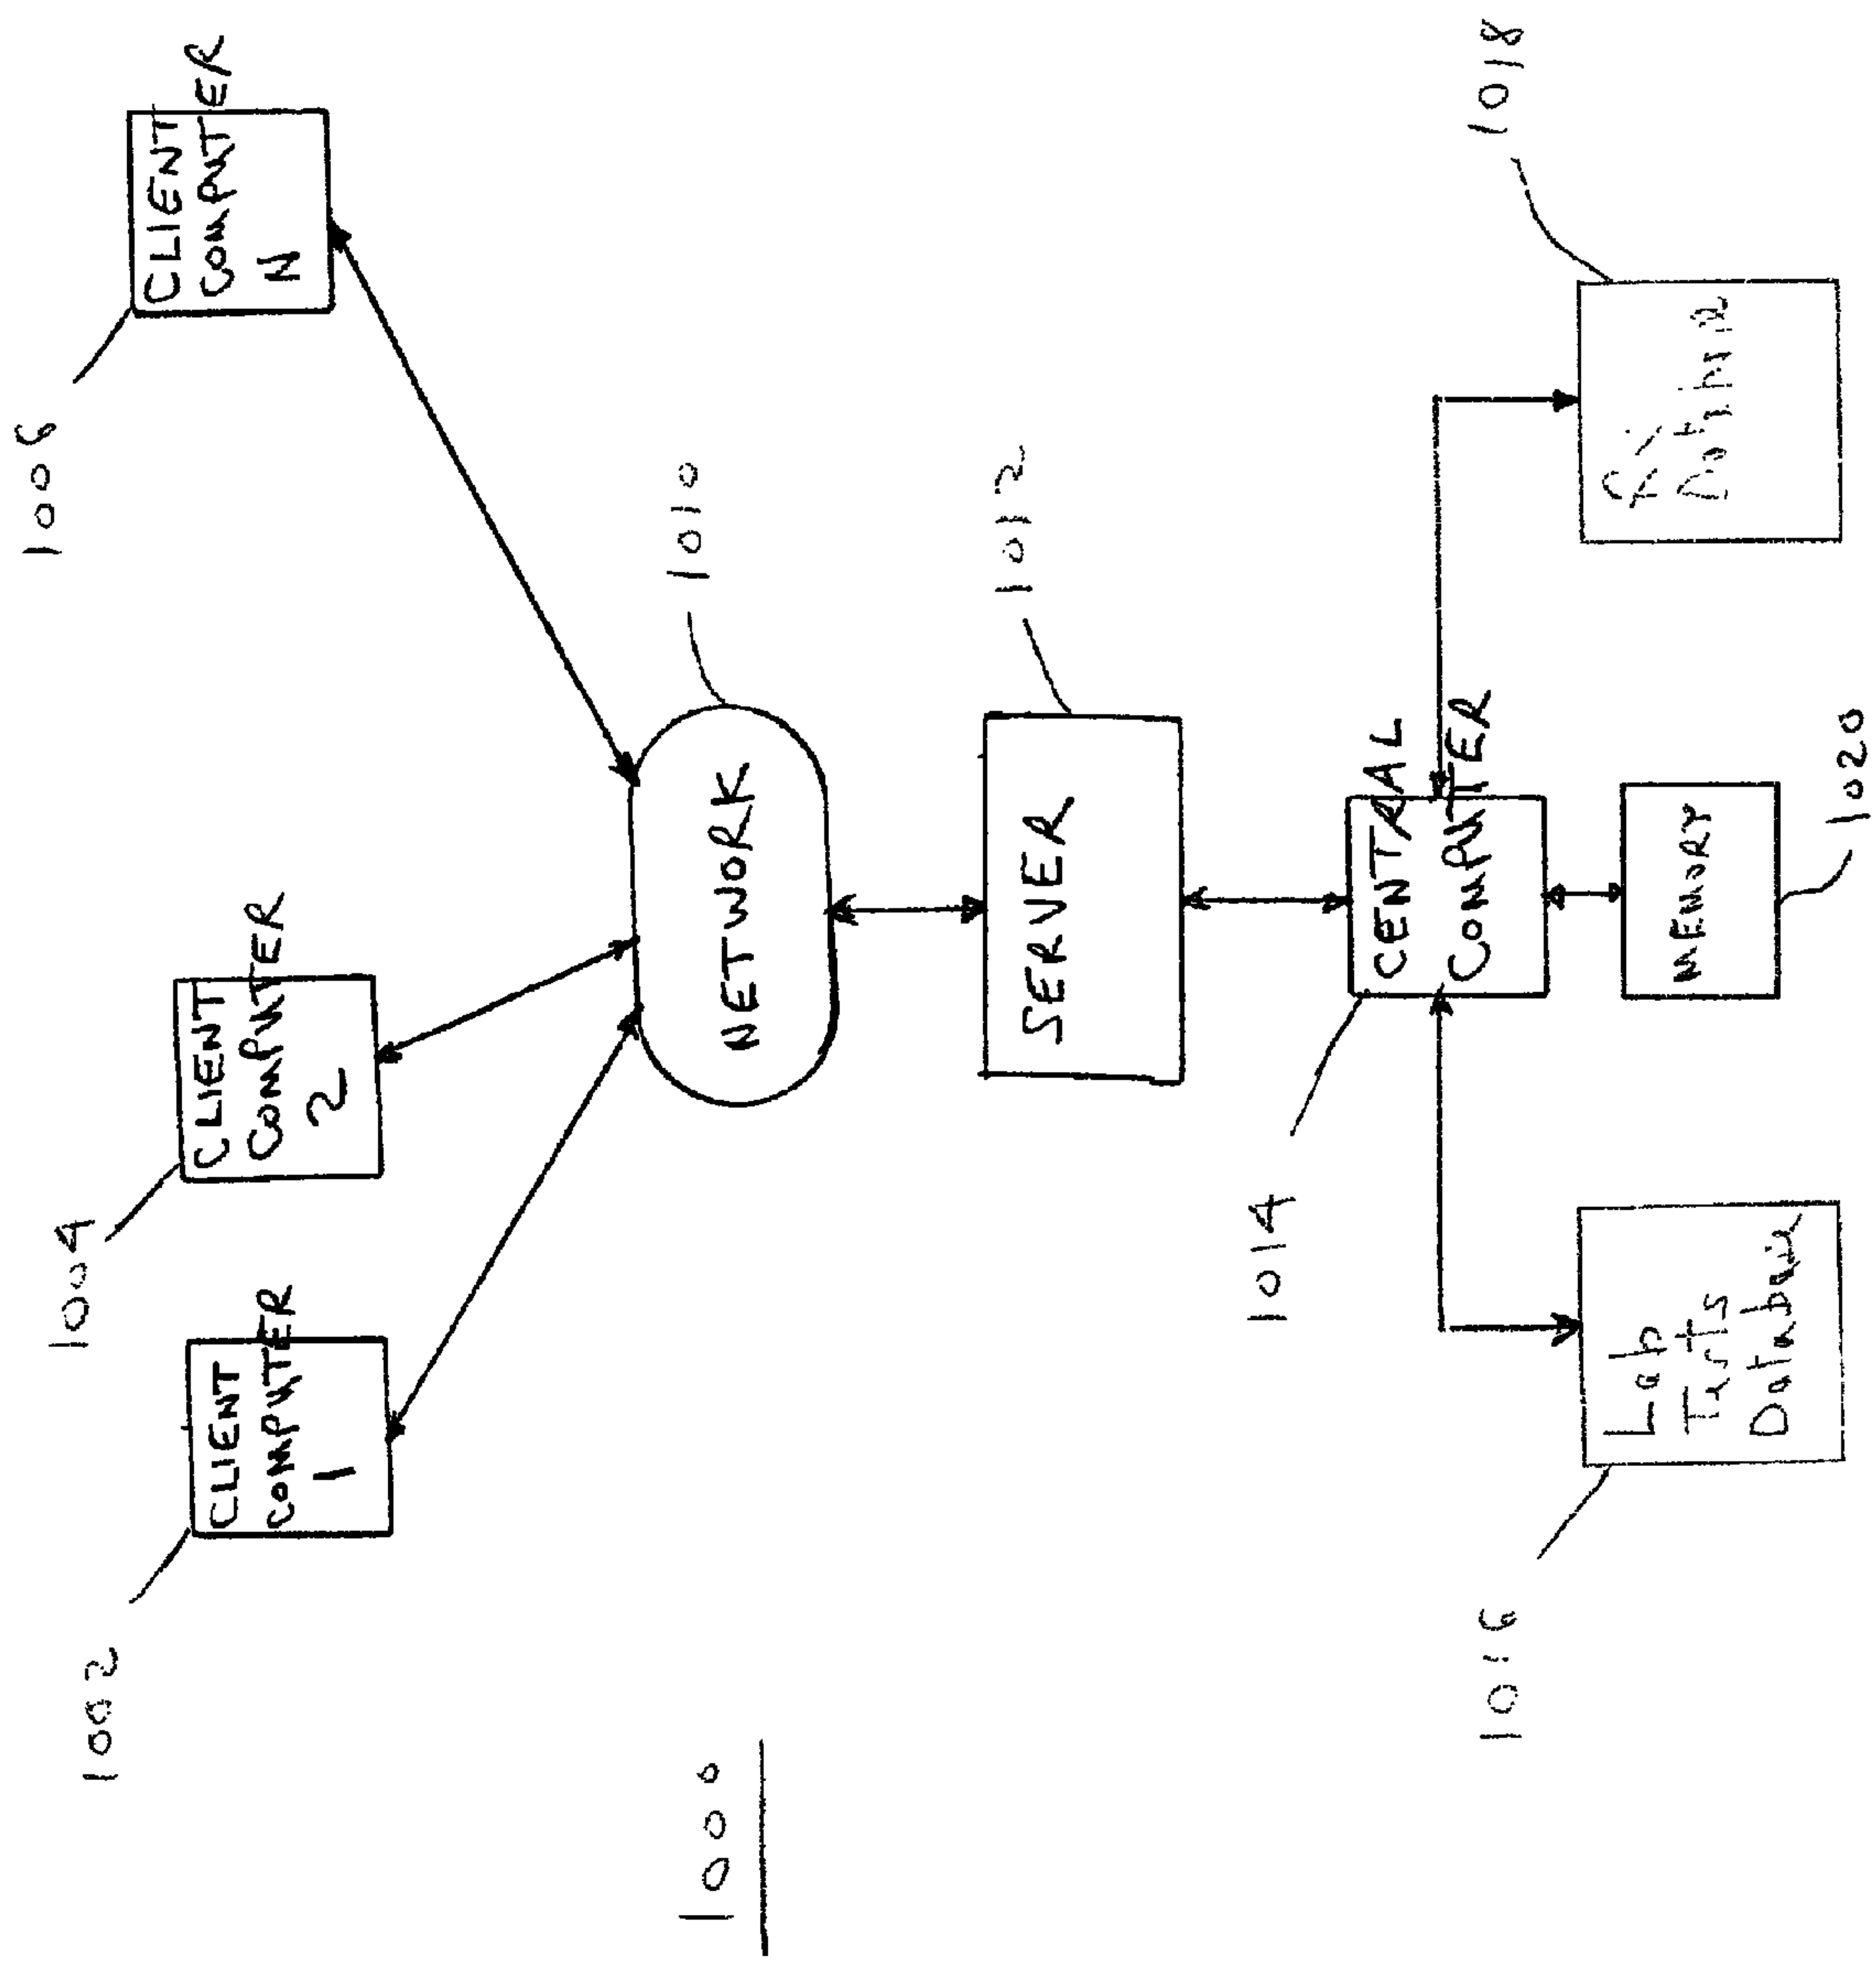 1002
1004
1006
CLIENT
COMPUTER
1
CLIENT
COMPUTER
2
CLIENT
COMPUTER
N
1000
NETWORK
1010
SERVER
1012
1014
CENTRAL
COMPUTER
1016
1018
Lab
Tests
Database
MEMORY
1020